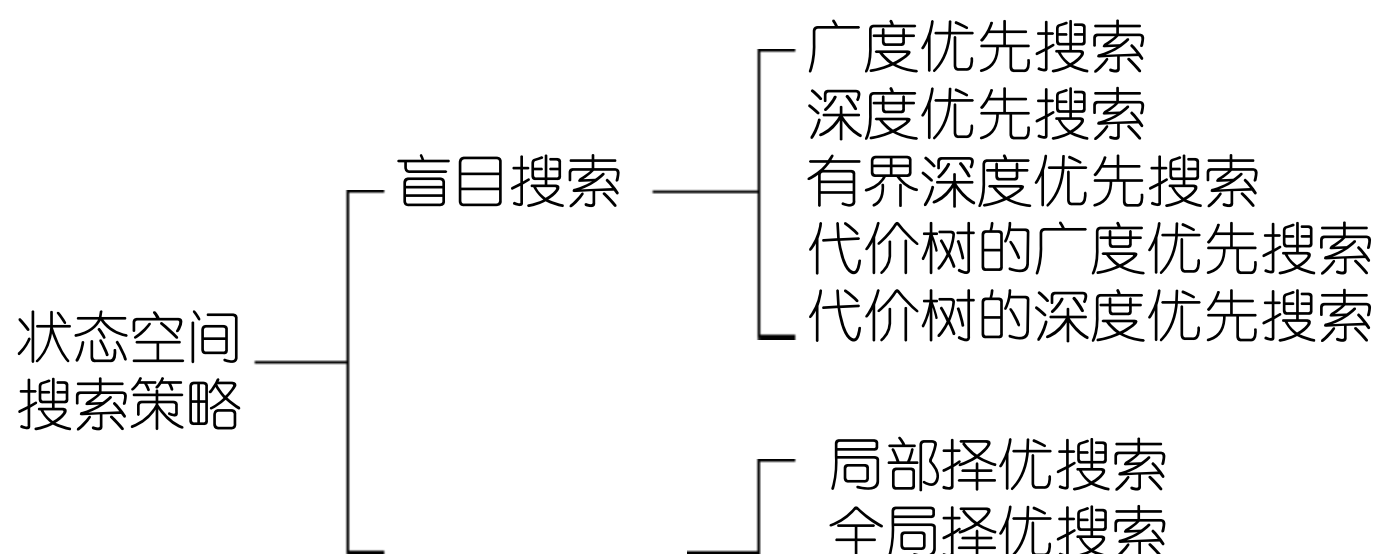 广度优先搜索
深度优先搜索
盲目搜索
有界深度优先搜索
代价树的广度优先搜索
代价树的深度优先搜索
状态空间
搜索策略
局部择优搜索
全局择优搜索